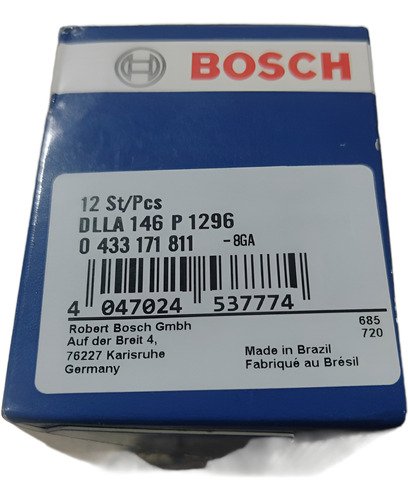 BOSCH
12 St/Pcs
DLLA 146 P 1296
0 433 171 811 -8GA
4 047024 537774
Robert Bosch Gmbh
Auf der Breit 4,
76227 Karlsruhe
Germany
685
720
Made in Brazil
Fabriqué au Brésil